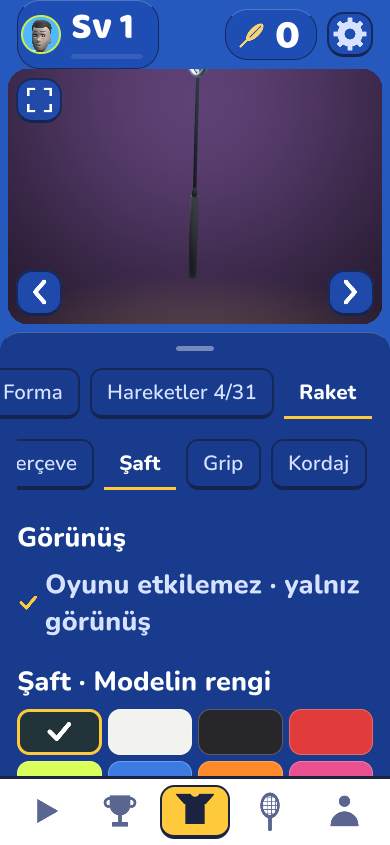 Sv 1
0
Forma
Hareketler 4/31
Raket
erçeve
Şaft
Grip
Kordaj
Görünüş
Oyunu etkilemez · yalnız
görünüş
Şaft · Modelin rengi